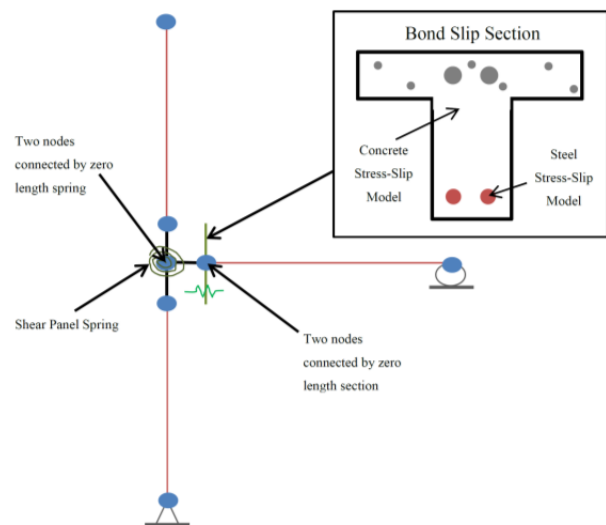 Bond Slip Section
Concrete
Stress-Slip
Model
Steel
Stress-Slip
Model
Two nodes
connected by zero
length spring
Shear Panel Spring
Two nodes
connected by zero
length section